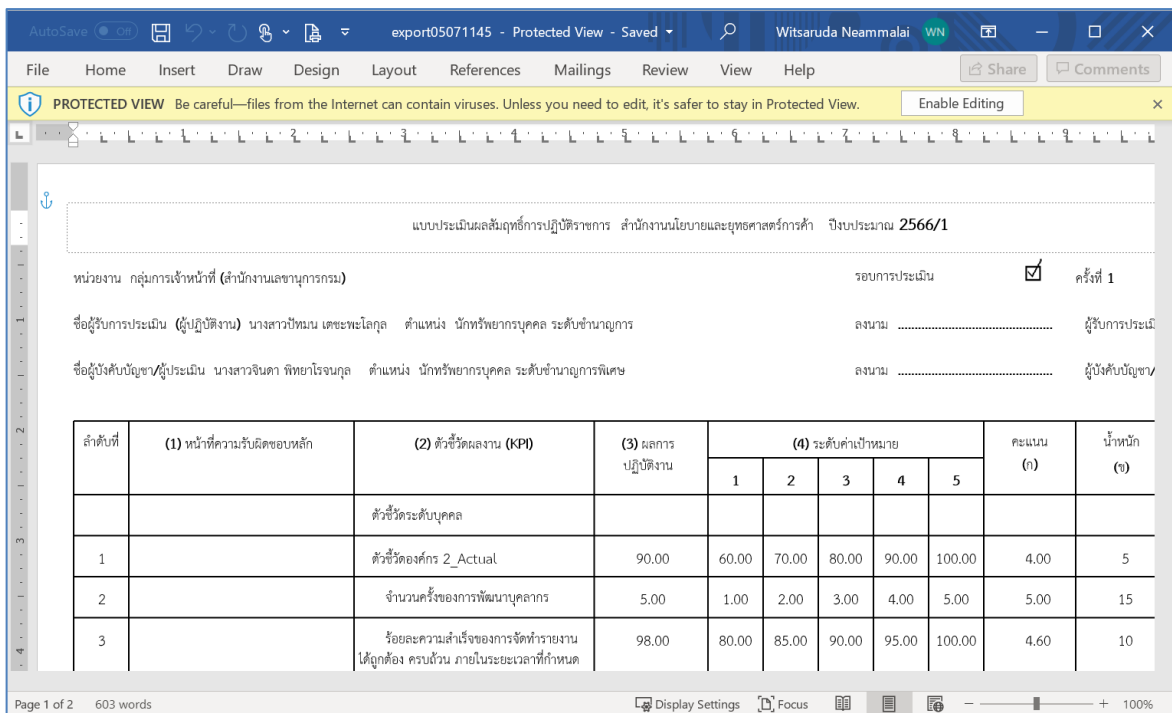 AutoSave Off export05071145 - Protected View - Saved Witsaruda Neammalai WN
File Home Insert Draw Design Layout References Mailings Review View Help Share Comments
PROTECTED VIEW Be careful—files from the Internet can contain viruses. Unless you need to edit, it's safer to stay in Protected View. Enable Editing
1 2 3 4 5 6 7 8 9
แบบประเมินผลสัมฤทธิ์การปฏิบัติราชการ สำนักงานนโยบายและยุทธศาสตร์การค้า ปีงบประมาณ 2566/1
หน่วยงาน กลุ่มการเจ้าหน้าที่ (สำนักงานเลขานุการกรม) รอบการประเมิน ☑ ครั้งที่ 1
ชื่อผู้รับการประเมิน (ผู้ปฏิบัติงาน) นางสาวปัทมน เตชะพะโลกุล ตำแหน่ง นักทรัพยากรบุคคล ระดับชำนาญการ ลงนาม ............................................ ผู้รับการประเมิ
ชื่อผู้บังคับบัญชา/ผู้ประเมิน นางสาวจินดา พิทยาโรจนกุล ตำแหน่ง นักทรัพยากรบุคคล ระดับชำนาญการพิเศษ ลงนาม ............................................ ผู้บังคับบัญชา/
ลำดับที่ (1) หน้าที่ความรับผิดชอบหลัก (2) ตัวชี้วัดผลงาน (KPI) (3) ผลการ (4) ระดับค่าเป้าหมาย คะแนน น้ำหนัก
ปฏิบัติงาน 1 2 3 4 5 (ก) (ข)
ตัวชี้วัดระดับบุคคล
1 ตัวชี้วัดองค์กร 2_Actual 90.00 60.00 70.00 80.00 90.00 100.00 4.00 5
2 จำนวนครั้งของการพัฒนาบุคลากร 5.00 1.00 2.00 3.00 4.00 5.00 5.00 15
3 ร้อยละความสำเร็จของการจัดทำรายงาน 98.00 80.00 85.00 90.00 95.00 100.00 4.60 10
ได้ถูกต้อง ครบถ้วน ภายในระยะเวลาที่กำหนด
Page 1 of 2 603 words Display Settings Focus 100%